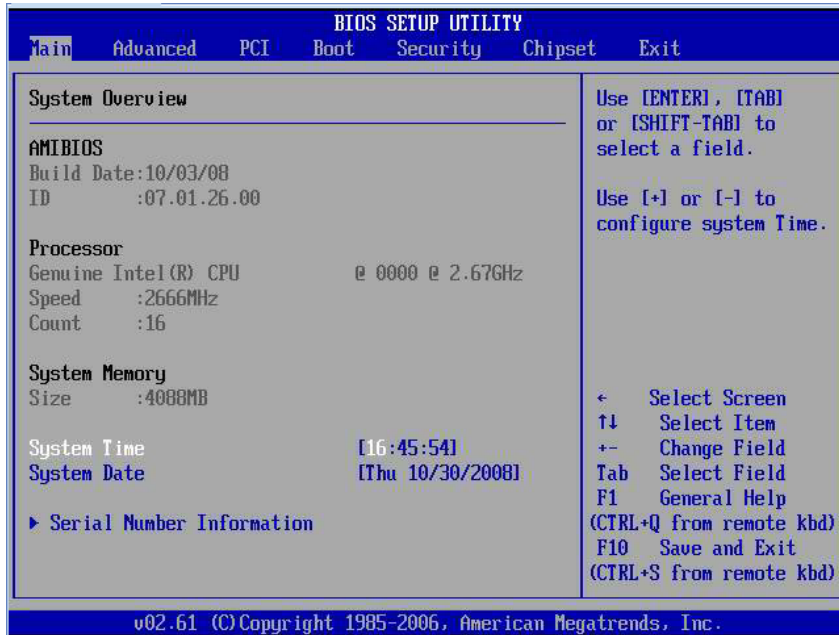 BIOS SETUP UTILITY
Main Advanced PCI Boot Security Chipset Exit
System Overview
AMIBIOS
Build Date:10/03/08
ID :07.01.26.00
Processor
Genuine Intel(R) CPU @ 0000 @ 2.67GHz
Speed :2666MHz
Count :16
System Memory
Size :4088MB
System Time [16:45:54]
System Date [Thu 10/30/2008]
▶ Serial Number Information
Use [ENTER], [TAB]
or [SHIFT-TAB] to
select a field.
Use [+] or [-] to
configure system Time.
← Select Screen
↑↓ Select Item
+- Change Field
Tab Select Field
F1 General Help
(CTRL+Q from remote kbd)
F10 Save and Exit
(CTRL+S from remote kbd)
v02.61 (C)Copyright 1985-2006, American Megatrends, Inc.